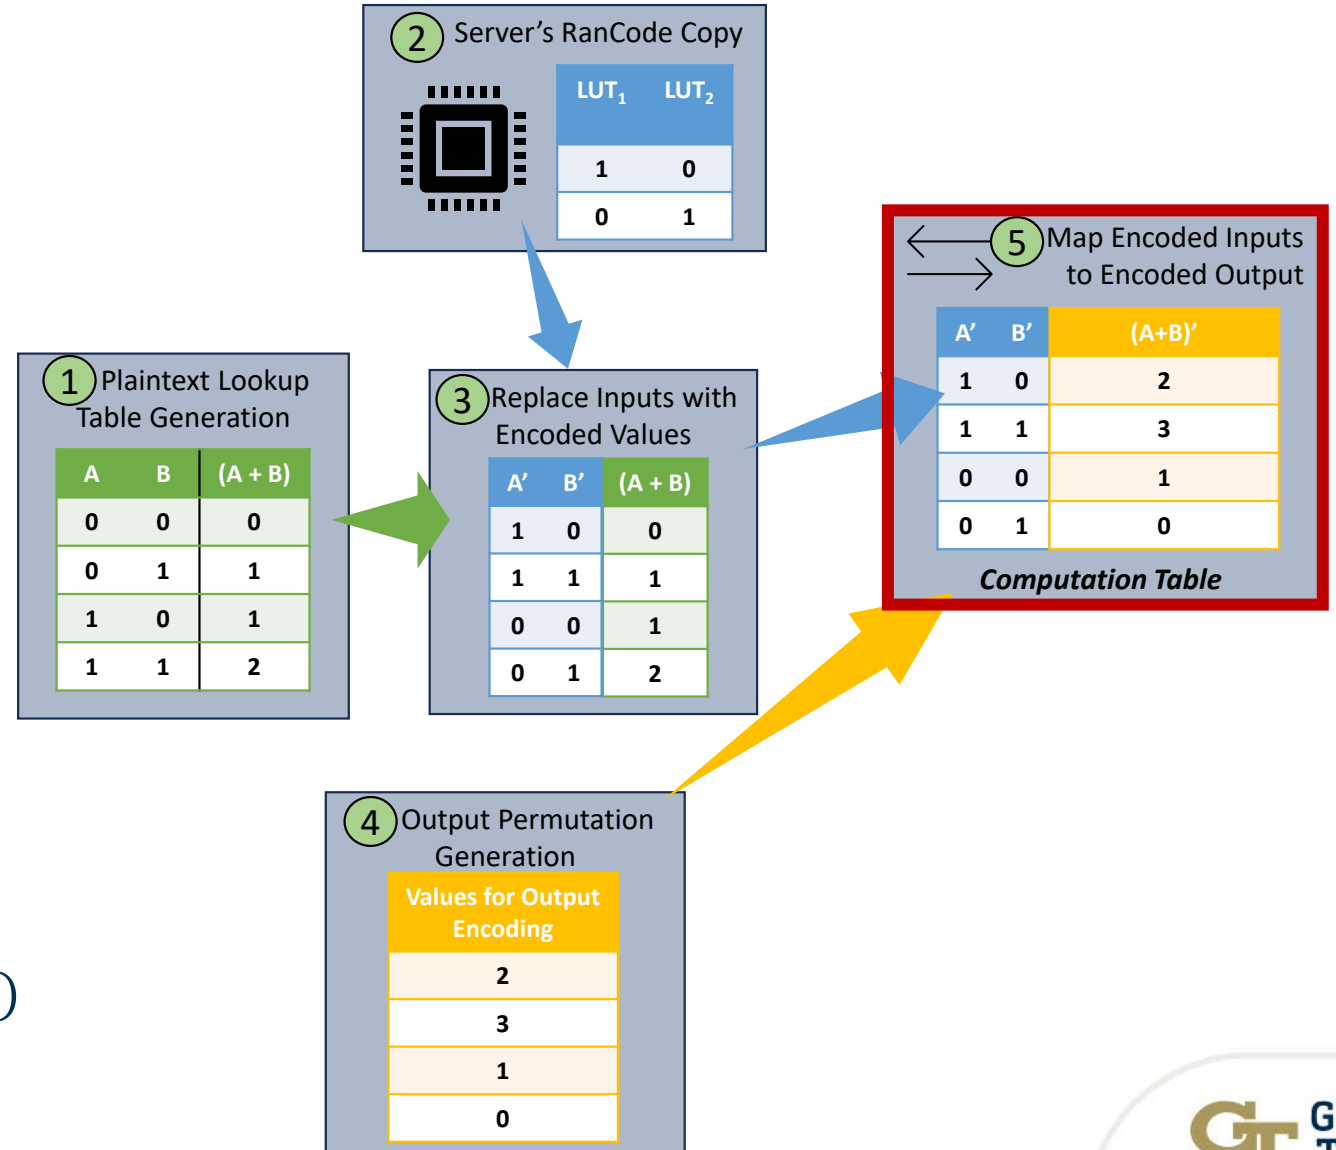 2 Server's RanCode Copy
LUT1 LUT2
1 0
0 1
1 Plaintext Lookup
Table Generation
A B (A + B)
0 0 0
0 1 1
1 0 1
1 1 2
3 Replace Inputs with
Encoded Values
A' B' (A + B)
1 0 0
1 1 1
0 0 1
0 1 2
5 Map Encoded Inputs
to Encoded Output
A' B' (A+B)'
1 0 2
1 1 3
0 0 1
0 1 0
Computation Table
4 Output Permutation
Generation
Values for Output
Encoding
2
3
1
0
)
GT G